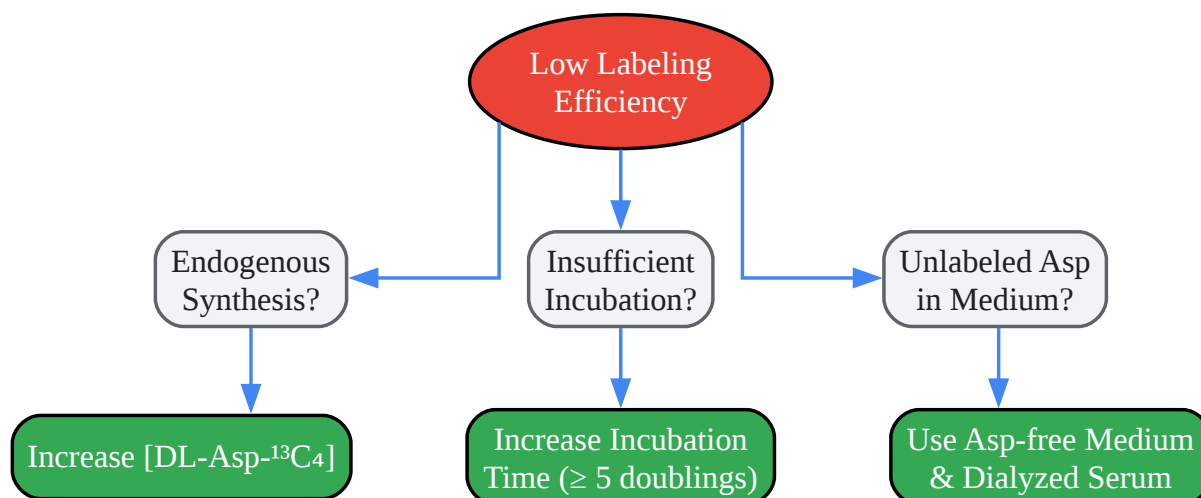 Low Labeling
Efficiency
Endogenous
Synthesis?
Insufficient
Incubation?
Unlabeled Asp
in Medium?
Increase [DL-Asp-¹³C₄]
Increase Incubation
Time (≥ 5 doublings)
Use Asp-free Medium
& Dialyzed Serum